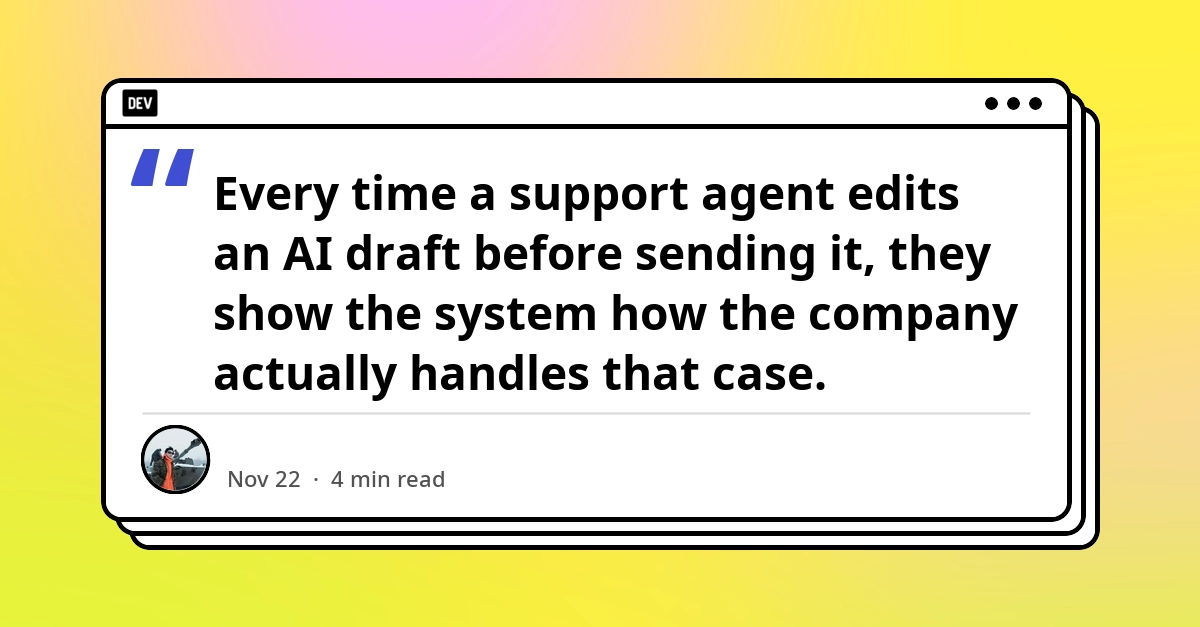 DEV
Every time a support agent edits
an AI draft before sending it, they
show the system how the company
actually handles that case.
Nov 22 · 4 min read